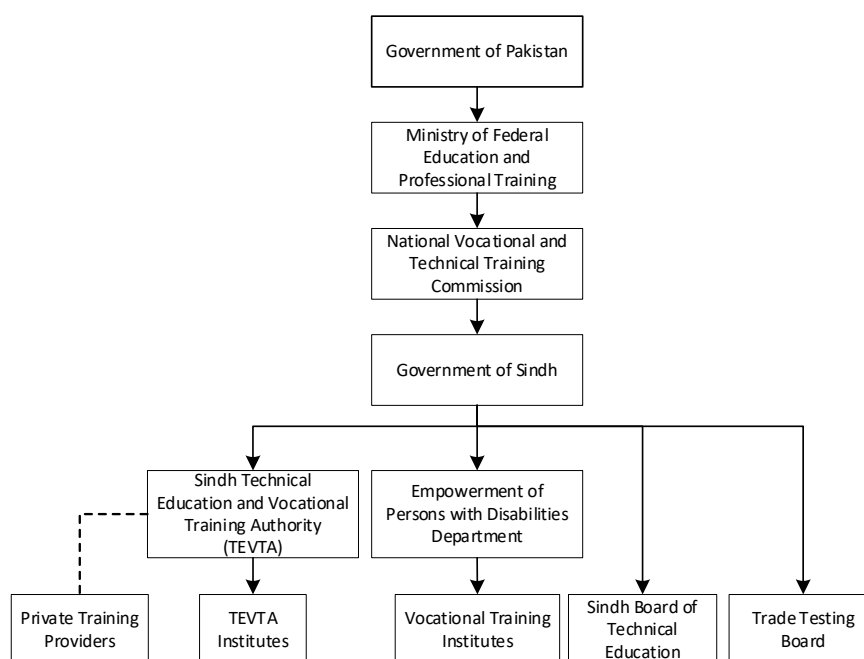 Government of Pakistan
Ministry of Federal
Education and
Professional Training
National Vocational and
Technical Training
Commission
Government of Sindh
Sindh Technical
Education and Vocational
Training Authority
(TEVTA)
Empowerment of
Persons with Disabilities
Department
Private Training
Providers
TEVTA
Institutes
Vocational Training
Institutes
Sindh Board of
Technical
Education
Trade Testing
Board